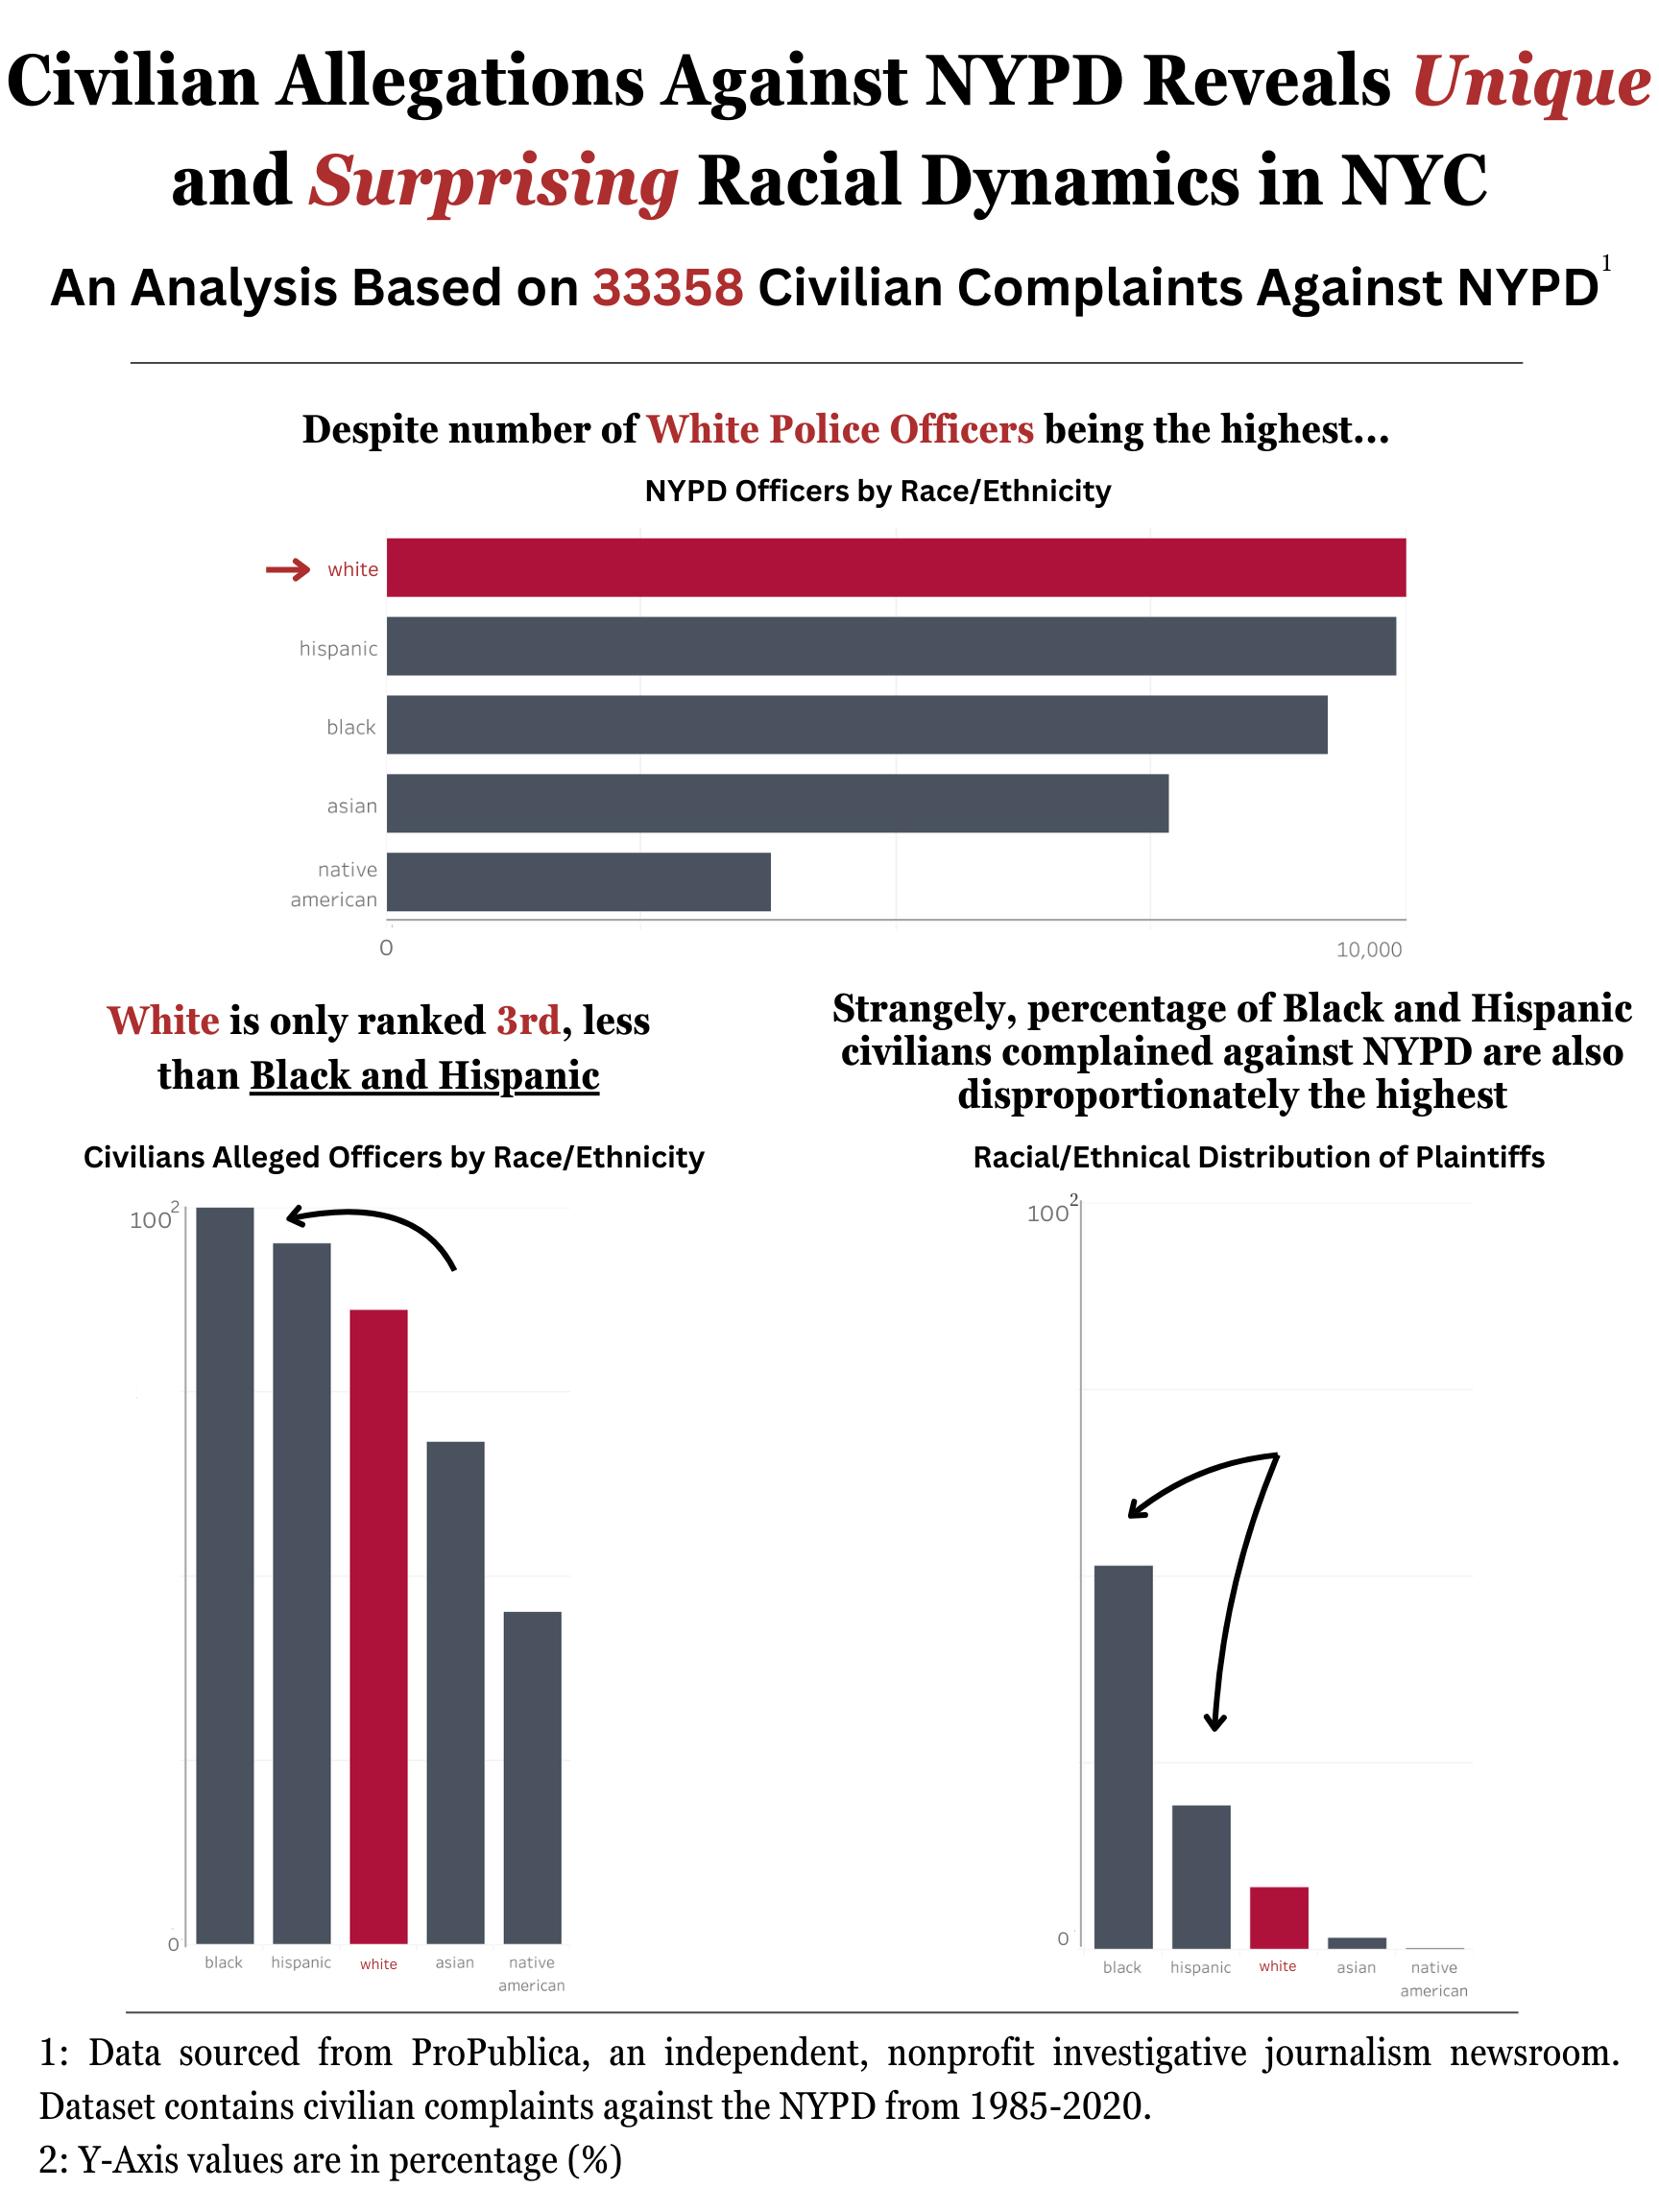 Civilian Allegations Against NYPD Reveals Unique
and Surprising Racial Dynamics in NYC
An Analysis Based on 33358 Civilian Complaints Against NYPD1
Despite number of White Police Officers being the highest...
NYPD Officers by Race/Ethnicity
white
hispanic
black
asian
native
american
0
10,000
White is only ranked 3rd, less
than Black and Hispanic
Civilians Alleged Officers by Race/Ethnicity
1002
0
black hispanic white asian native
american
Strangely, percentage of Black and Hispanic
civilians complained against NYPD are also
disproportionately the highest
Racial/Ethnical Distribution of Plaintiffs
1002
0
black hispanic white asian native
american
1: Data sourced from ProPublica, an independent, nonprofit investigative journalism newsroom.
Dataset contains civilian complaints against the NYPD from 1985-2020.
2: Y-Axis values are in percentage (%)